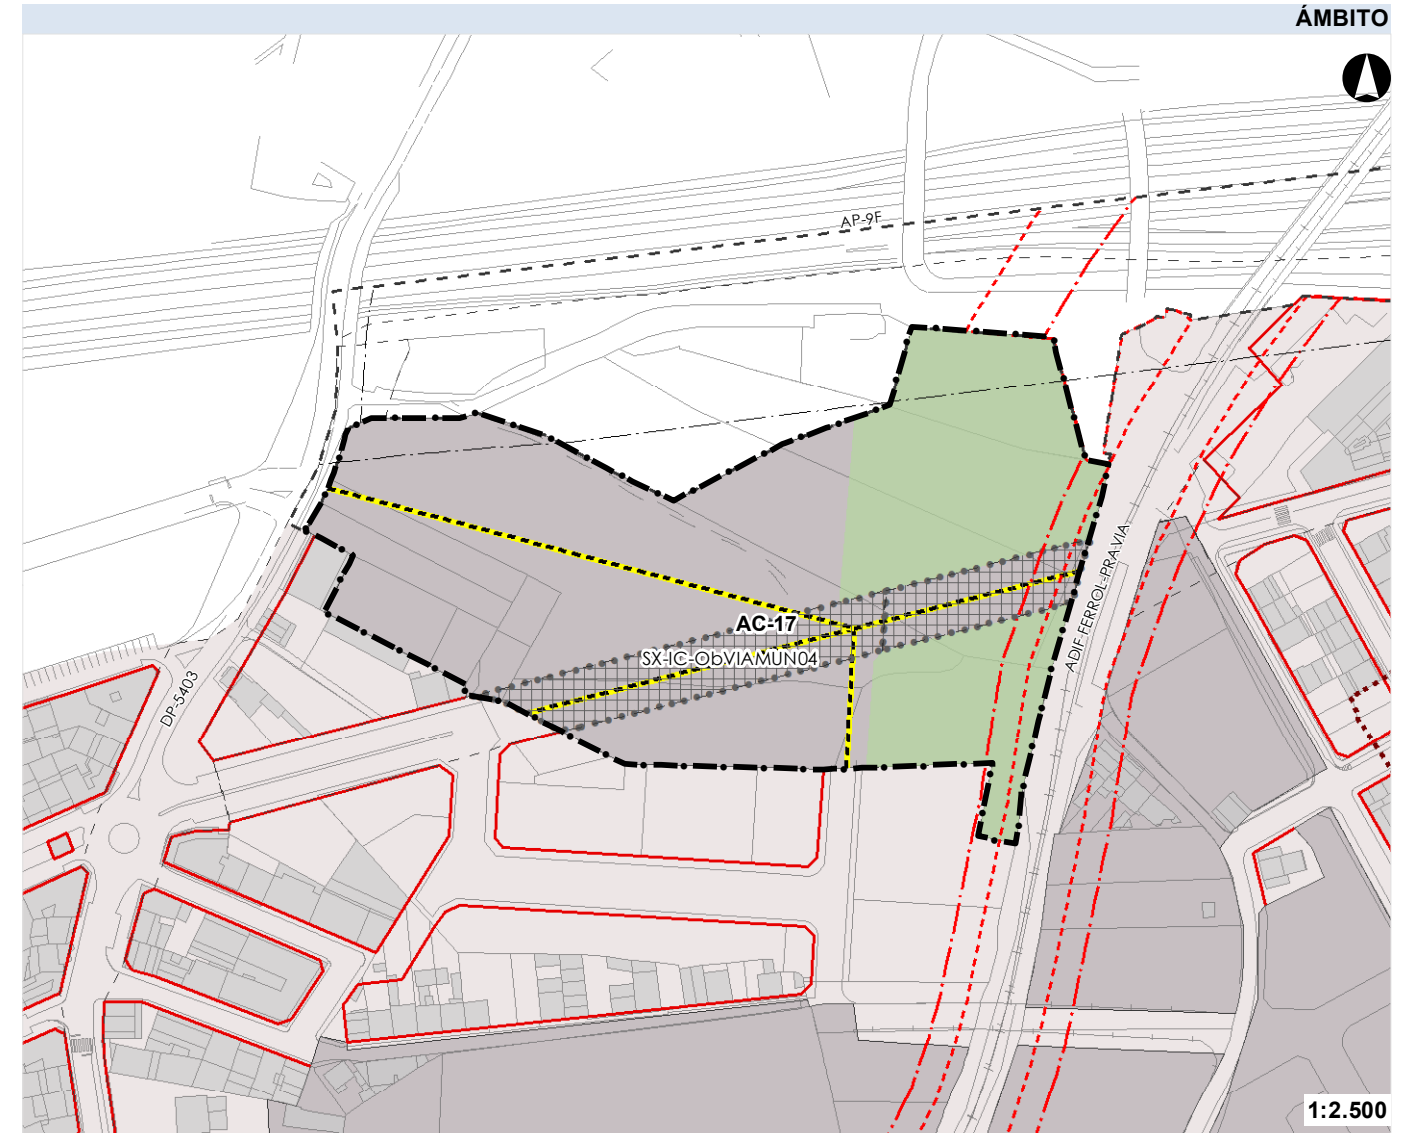 ÁMBITO
AP-9F
AC-17
SX-IC-ObVIAMUN04
ADIF-FERROL-PRAVIA
DP-5403
1:2.500